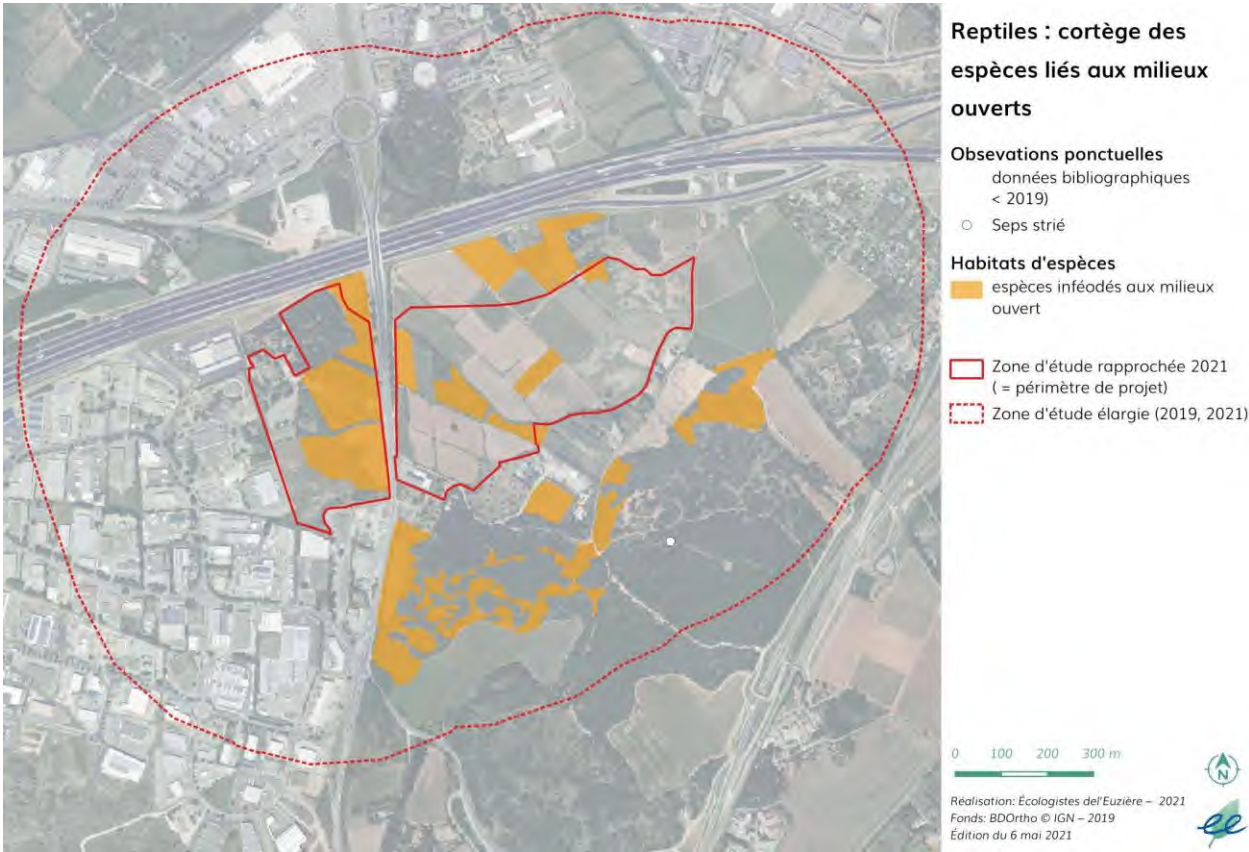 Reptiles : cortège des
espèces liés aux milieux
ouverts
Obsevations ponctuelles
données bibliographiques
< 2019)
Seps strié
Habitats d'espèces
espèces inféodés aux milieux
ouvert
Zone d'étude rapprochée 2021
( = périmètre de projet)
Zone d'étude élargie (2019, 2021)
0 100 200 300 m
N
Réalisation: Écologistes del'Euzière – 2021
Fonds: BDOrtho © IGN – 2019
Édition du 6 mai 2021
ee